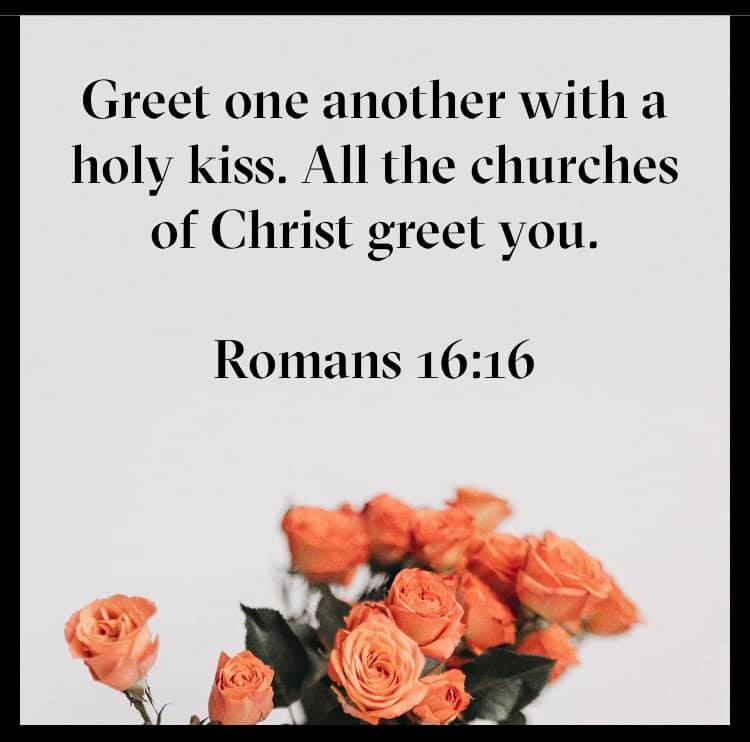 Greet one another with a
holy kiss. All the churches
of Christ greet you.
Romans 16:16